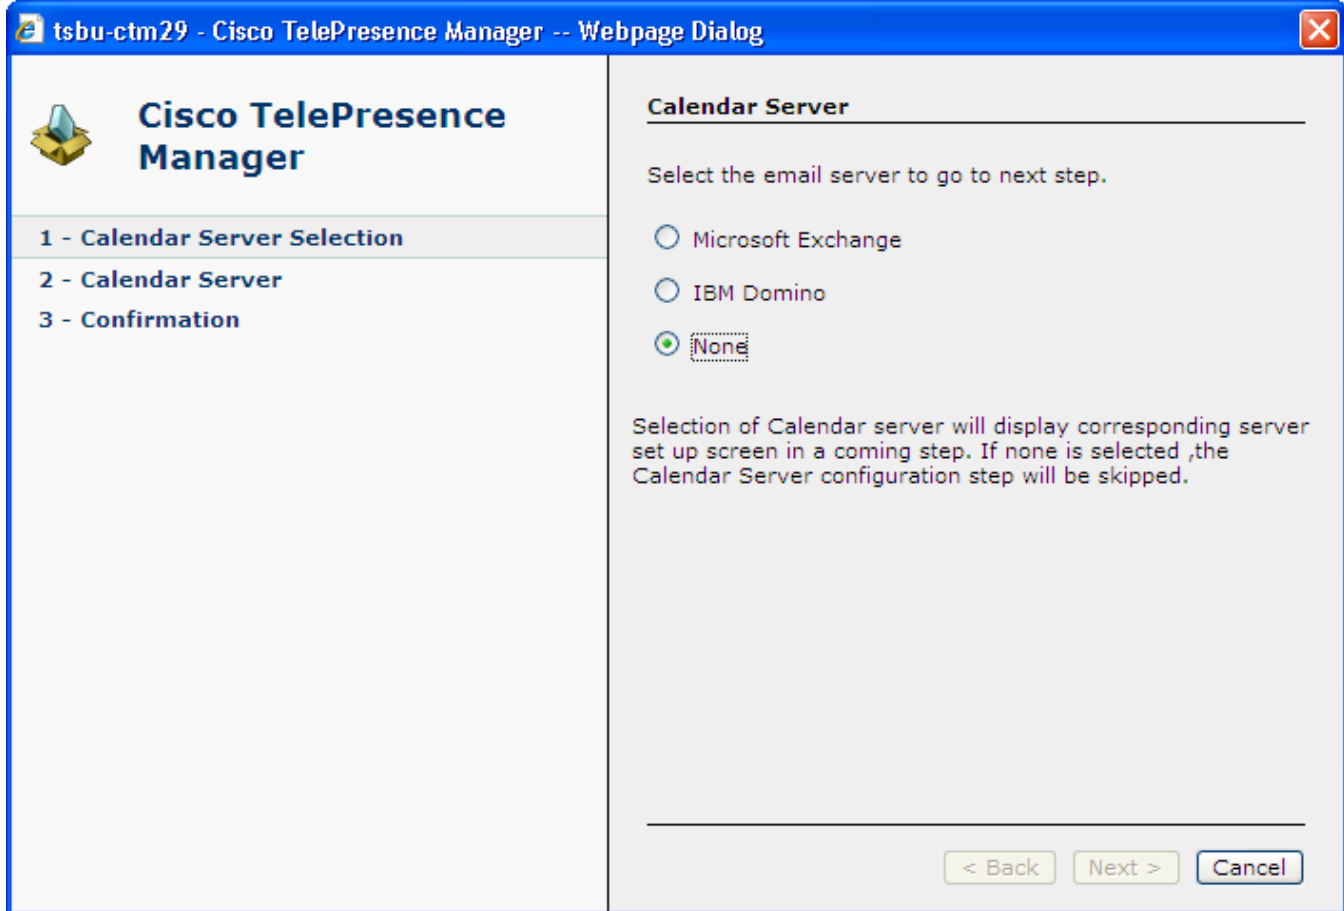 tsbu-ctm29 - Cisco TelePresence Manager -- Webpage Dialog
Cisco TelePresence
Manager
1 - Calendar Server Selection
2 - Calendar Server
3 - Confirmation
Calendar Server
Select the email server to go to next step.
Microsoft Exchange
IBM Domino
None
Selection of Calendar server will display corresponding server
set up screen in a coming step. If none is selected ,the
Calendar Server configuration step will be skipped.
< Back Next > Cancel